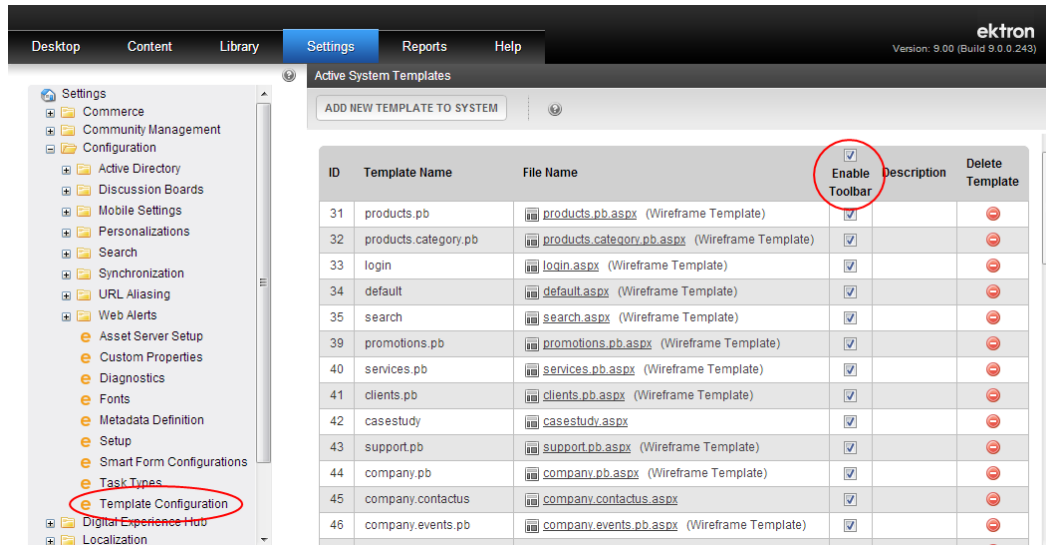 ektron
Desktop Content Library Settings Reports Help
Version: 9.00 (Build 9.0.0.243)
Active System Templates
ADD NEW TEMPLATE TO SYSTEM
Settings
Commerce
Community Management
Configuration
Active Directory
Discussion Boards
Mobile Settings
Personalizations
Search
Synchronization
URL Aliasing
Web Alerts
Asset Server Setup
Custom Properties
Diagnostics
Fonts
Metadata Definition
Setup
Smart Form Configurations
Task Types
Template Configuration
Digital Experience Hub
Localization
ID Template Name File Name Enable Toolbar Description Delete Template
31 products.pb products.pb.aspx (Wireframe Template)
32 products.category.pb products.category.pb.aspx (Wireframe Template)
33 login login.aspx (Wireframe Template)
34 default default.aspx (Wireframe Template)
35 search search.aspx (Wireframe Template)
39 promotions.pb promotions.pb.aspx (Wireframe Template)
40 services.pb services.pb.aspx (Wireframe Template)
41 clients.pb clients.pb.aspx (Wireframe Template)
42 casestudy casestudy.aspx
43 support.pb support.pb.aspx (Wireframe Template)
44 company.pb company.pb.aspx (Wireframe Template)
45 company.contactus company.contactus.aspx
46 company.events.pb company.events.pb.aspx (Wireframe Template)